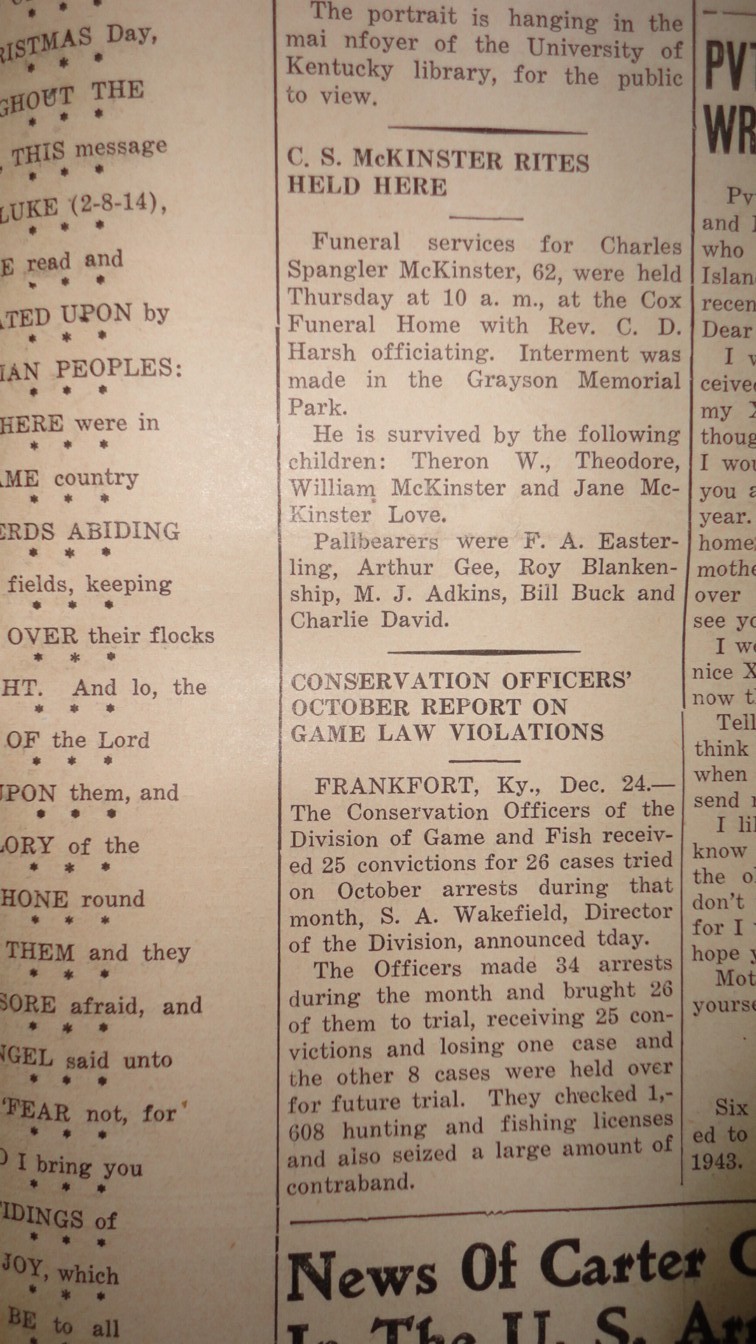 * * *
RISTMAS Day,
* * *
GHOUT THE
* * *
THIS message
* * *
LUKE (2-8-14),
* * *
E read and
* * *
ATED UPON by
* * *
IAN PEOPLES:
* * *
HERE were in
* * *
AME country
* * *
ERDS ABIDING
* * *
fields, keeping
* * *
OVER their flocks
* * *
HT. And lo, the
* * *
OF the Lord
* * *
UPON them, and
* * *
LORY of the
* * *
HONE round
* * *
THEM and they
* * *
SORE afraid, and
* * *
NGEL said unto
* * *
"FEAR not, for
* * *
I bring you
* * *
TIDINGS of
* * *
JOY, which
* * *
BE to all
The portrait is hanging in the
mai nfoyer of the University of
Kentucky library, for the public
to view.
C. S. McKINSTER RITES
HELD HERE
Funeral services for Charles
Spangler McKinster, 62, were held
Thursday at 10 a. m., at the Cox
Funeral Home with Rev. C. D.
Harsh officiating. Interment was
made in the Grayson Memorial
Park.
He is survived by the following
children: Theron W., Theodore,
William McKinster and Jane Mc-
Kinster Love.
Pallbearers were F. A. Easter-
ling, Arthur Gee, Roy Blanken-
ship, M. J. Adkins, Bill Buck and
Charlie David.
CONSERVATION OFFICERS'
OCTOBER REPORT ON
GAME LAW VIOLATIONS
FRANKFORT, Ky., Dec. 24.—
The Conservation Officers of the
Division of Game and Fish receiv-
ed 25 convictions for 26 cases tried
on October arrests during that
month, S. A. Wakefield, Director
of the Division, announced tday.
The Officers made 34 arrests
during the month and brught 26
of them to trial, receiving 25 con-
victions and losing one case and
the other 8 cases were held over
for future trial. They checked 1,-
608 hunting and fishing licenses
and also seized a large amount of
contraband.
News Of Carter C
In The U. S. Ar
PVT
WR
Pv
and
who
Islan
recen
Dear
I w
ceive
my X
thoug
I wou
you a
year.
home
mothe
over
see yo
I we
nice X
now t
Tell
think
when
send
I li
know
the o
don't
for I
hope y
Mot
yourse
Six
ed to
1943.